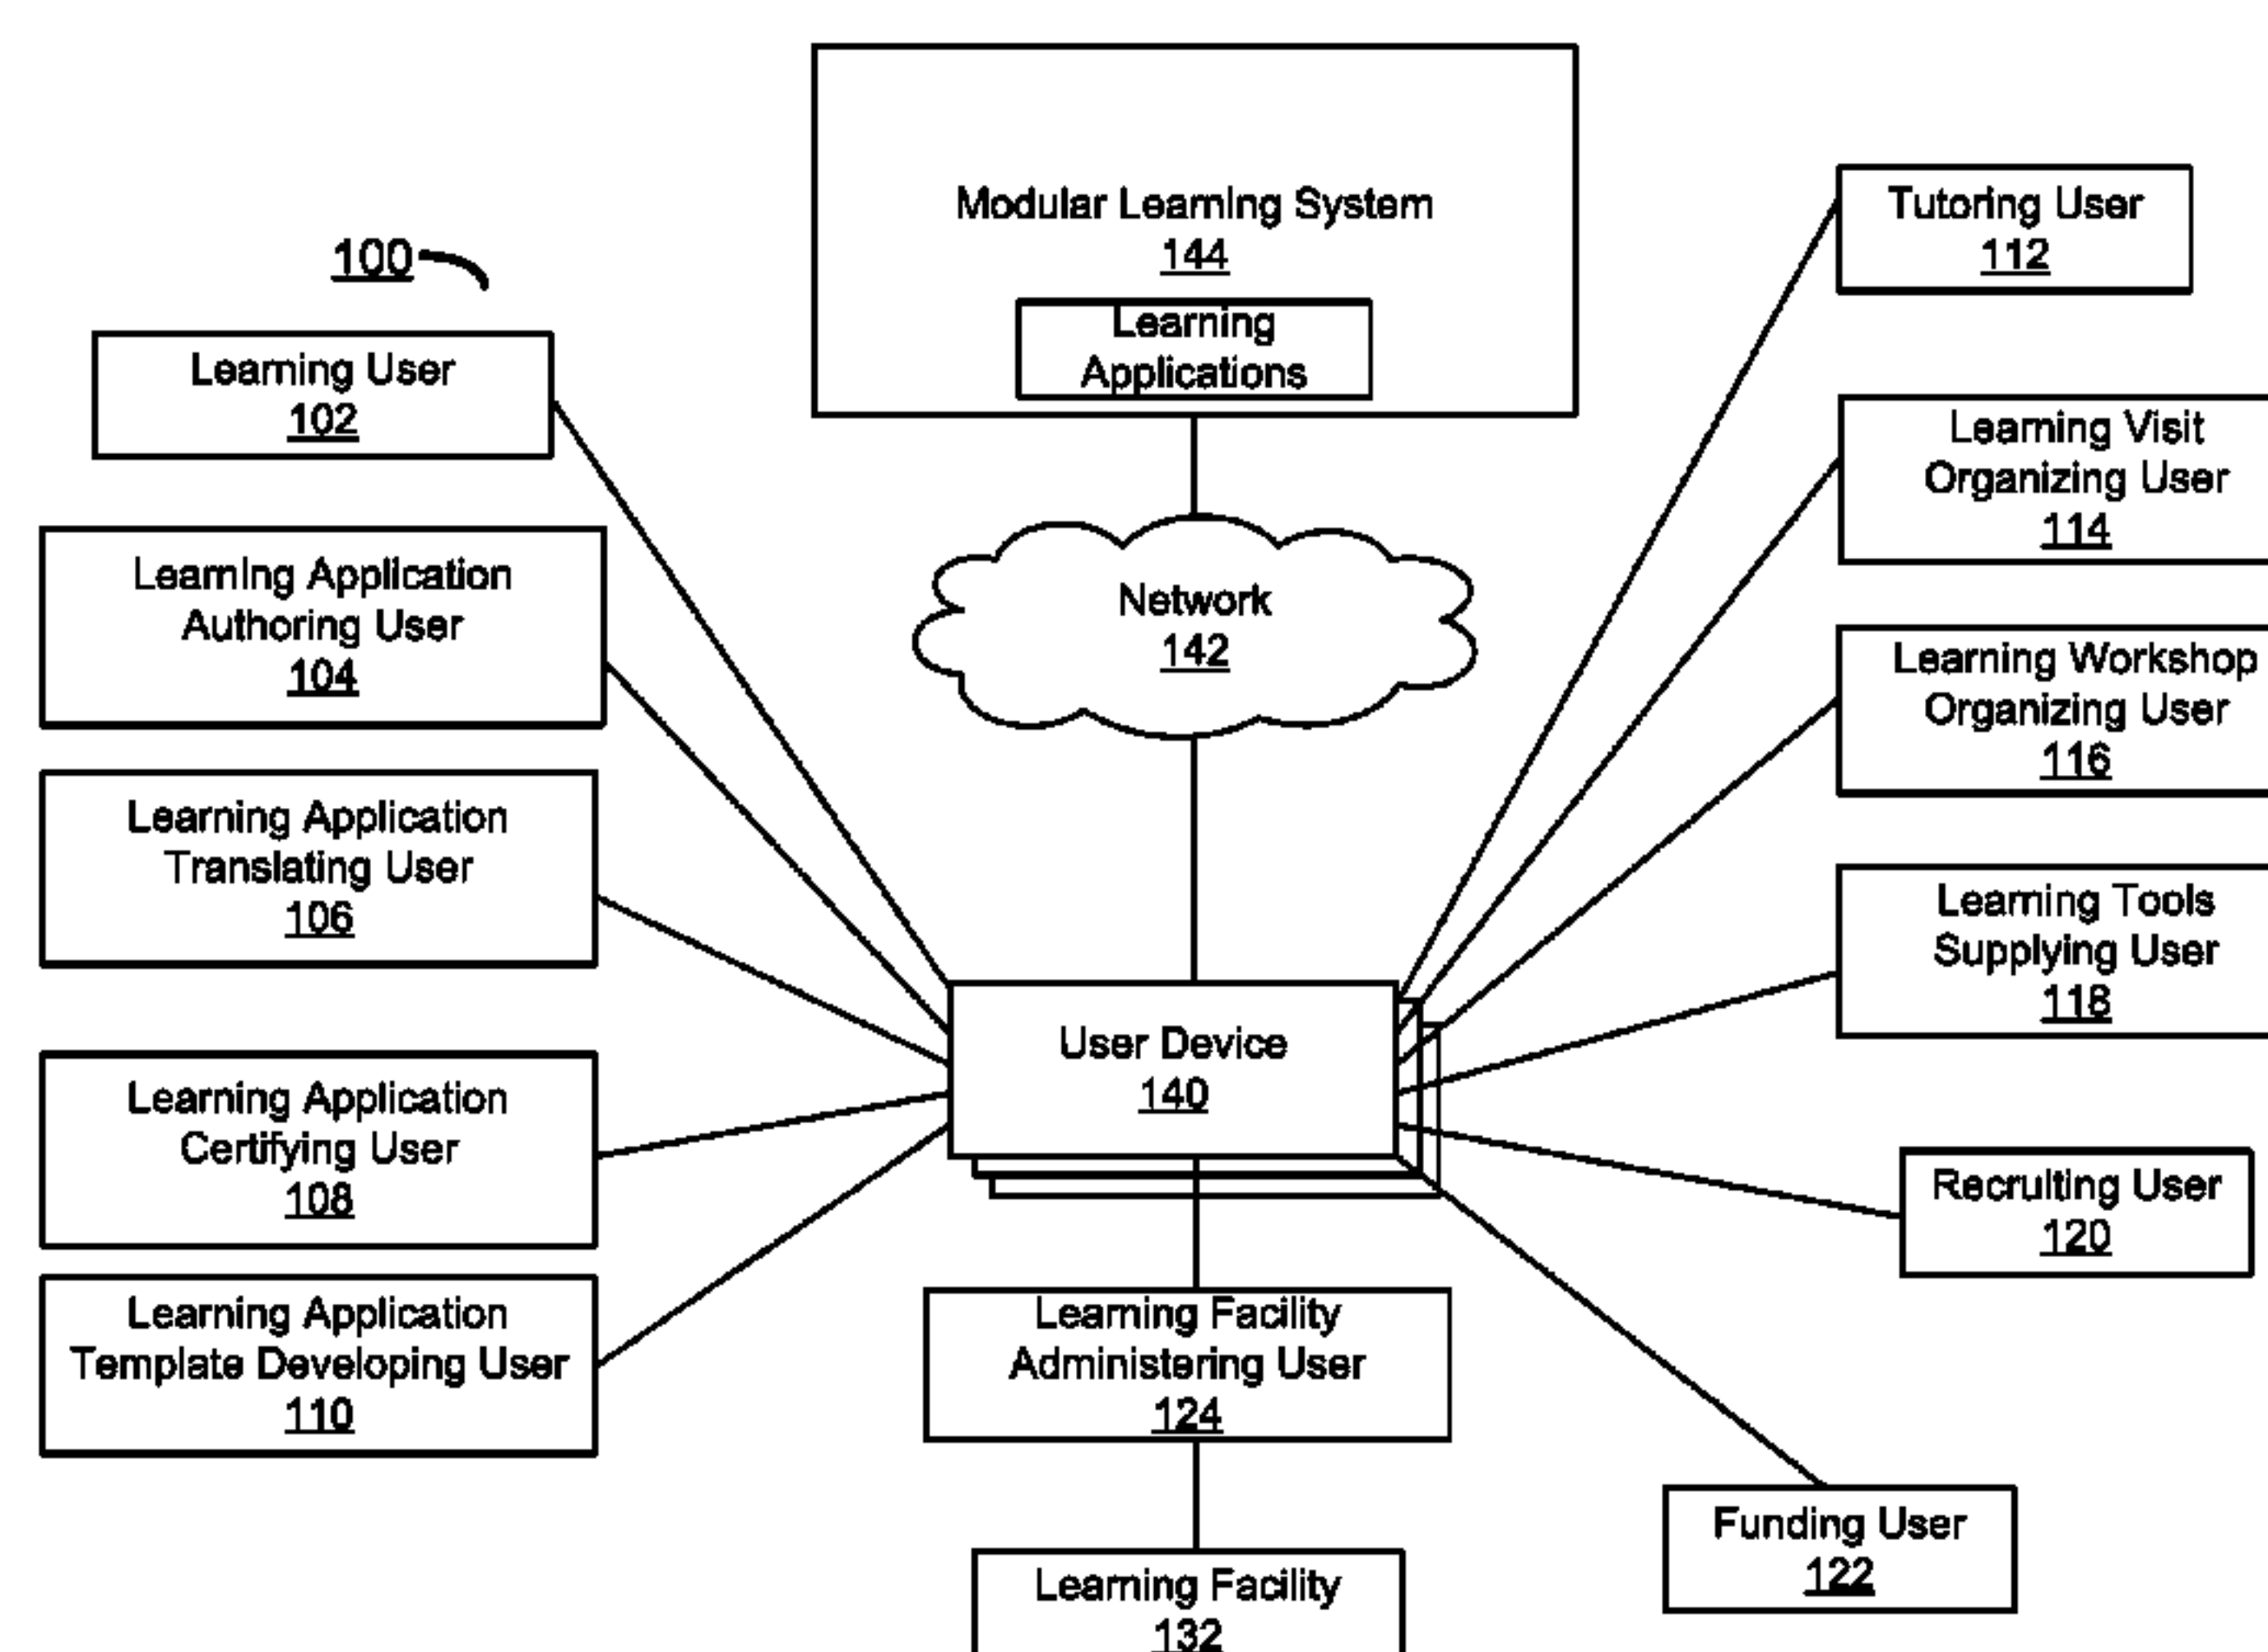 100
Modular Learning System
144
Learning
Applications
Network
142
User Device
140
Learning User
102
Learning Application
Authoring User
104
Learning Application
Translating User
106
Learning Application
Certifying User
108
Learning Application
Template Developing User
110
Tutoring User
112
Learning Visit
Organizing User
114
Learning Workshop
Organizing User
116
Learning Tools
Supplying User
118
Recruiting User
120
Funding User
122
Learning Facility
Administering User
124
Learning Facility
132